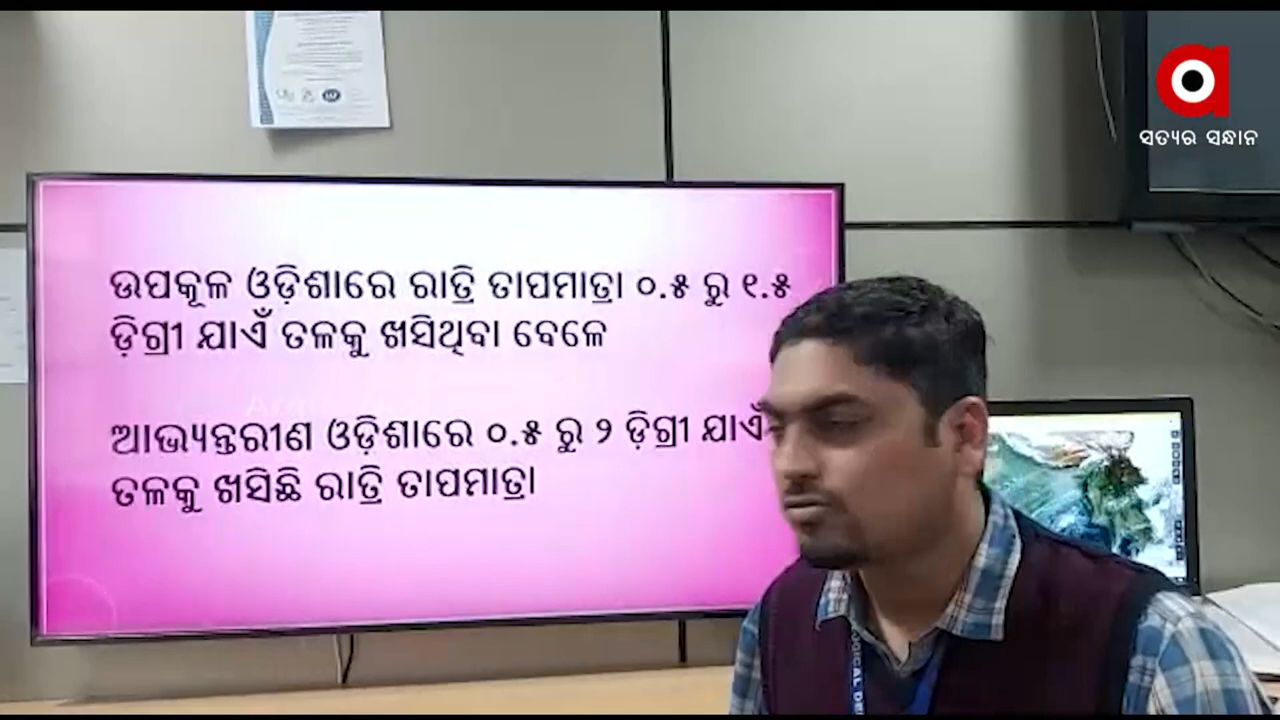 ସତ୍ୟର ସନ୍ଧାନ
ଉପକୂଳ ଓଡ଼ିଶାରେ ରାତ୍ରି ତାପମାତ୍ରା ୦.୫ ରୁ ୧.୫
ଡ଼ିଗ୍ରୀ ଯାଏଁ ତଳକୁ ଖସିଥିବା ବେଳେ
ଆଭ୍ୟନ୍ତରୀଣ ଓଡ଼ିଶାରେ ୦.୫ ରୁ ୨ ଡ଼ିଗ୍ରୀ ଯାଏଁ
ତଳକୁ ଖସିଛି ରାତ୍ରି ତାପମାତ୍ରା